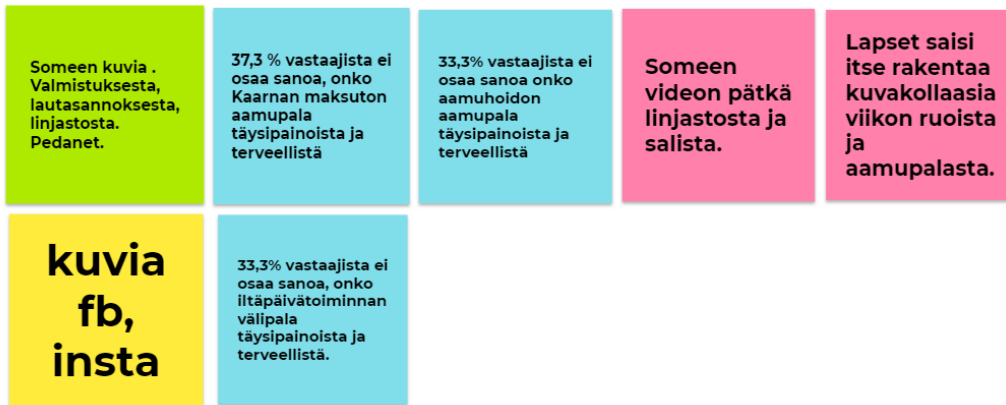 Someen kuvia .
Valmistuksesta,
lautasannoksesta,
linjastosta.
Pedanet.
37,3 % vastaajista ei
osaa sanoa, onko
Kaarnan maksuton
aamupala
täysipainoista ja
terveellistä
33,3% vastaajista ei
osaa sanoa onko
aamuhoidon
aamupala
täysipainoista ja
terveellistä
Someen
videon pätkä
linjastosta ja
salista.
Lapset saisi
itse rakentaa
kuvakollaasia
viikon ruoista
ja
aamupalasta.
kuvia
fb,
insta
33,3% vastaajista ei
osaa sanoa, onko
iltäpäivätoiminnan
välipala
täysipainoista ja
terveellistä.